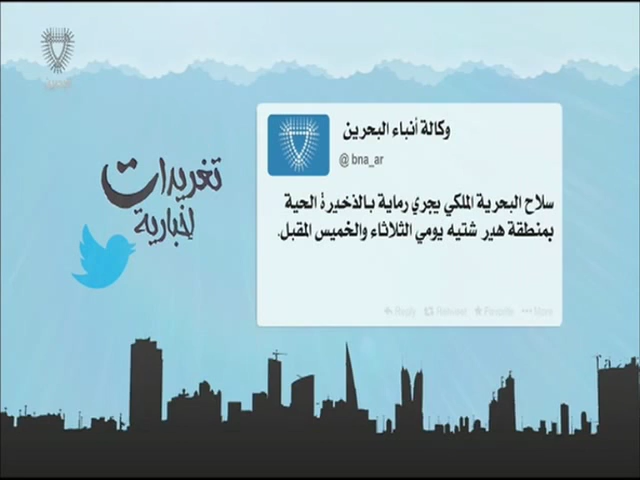 البحرين
تغريدات
إخبارية
وكالة أنباء البحرين
@bna_ar
سلاح البحرية الملكي يجري رماية بالذخيرة الحية
بمنطقة هير شتيه يومي الثلاثاء والخميس المقبل.
Reply Retweet Favorite More